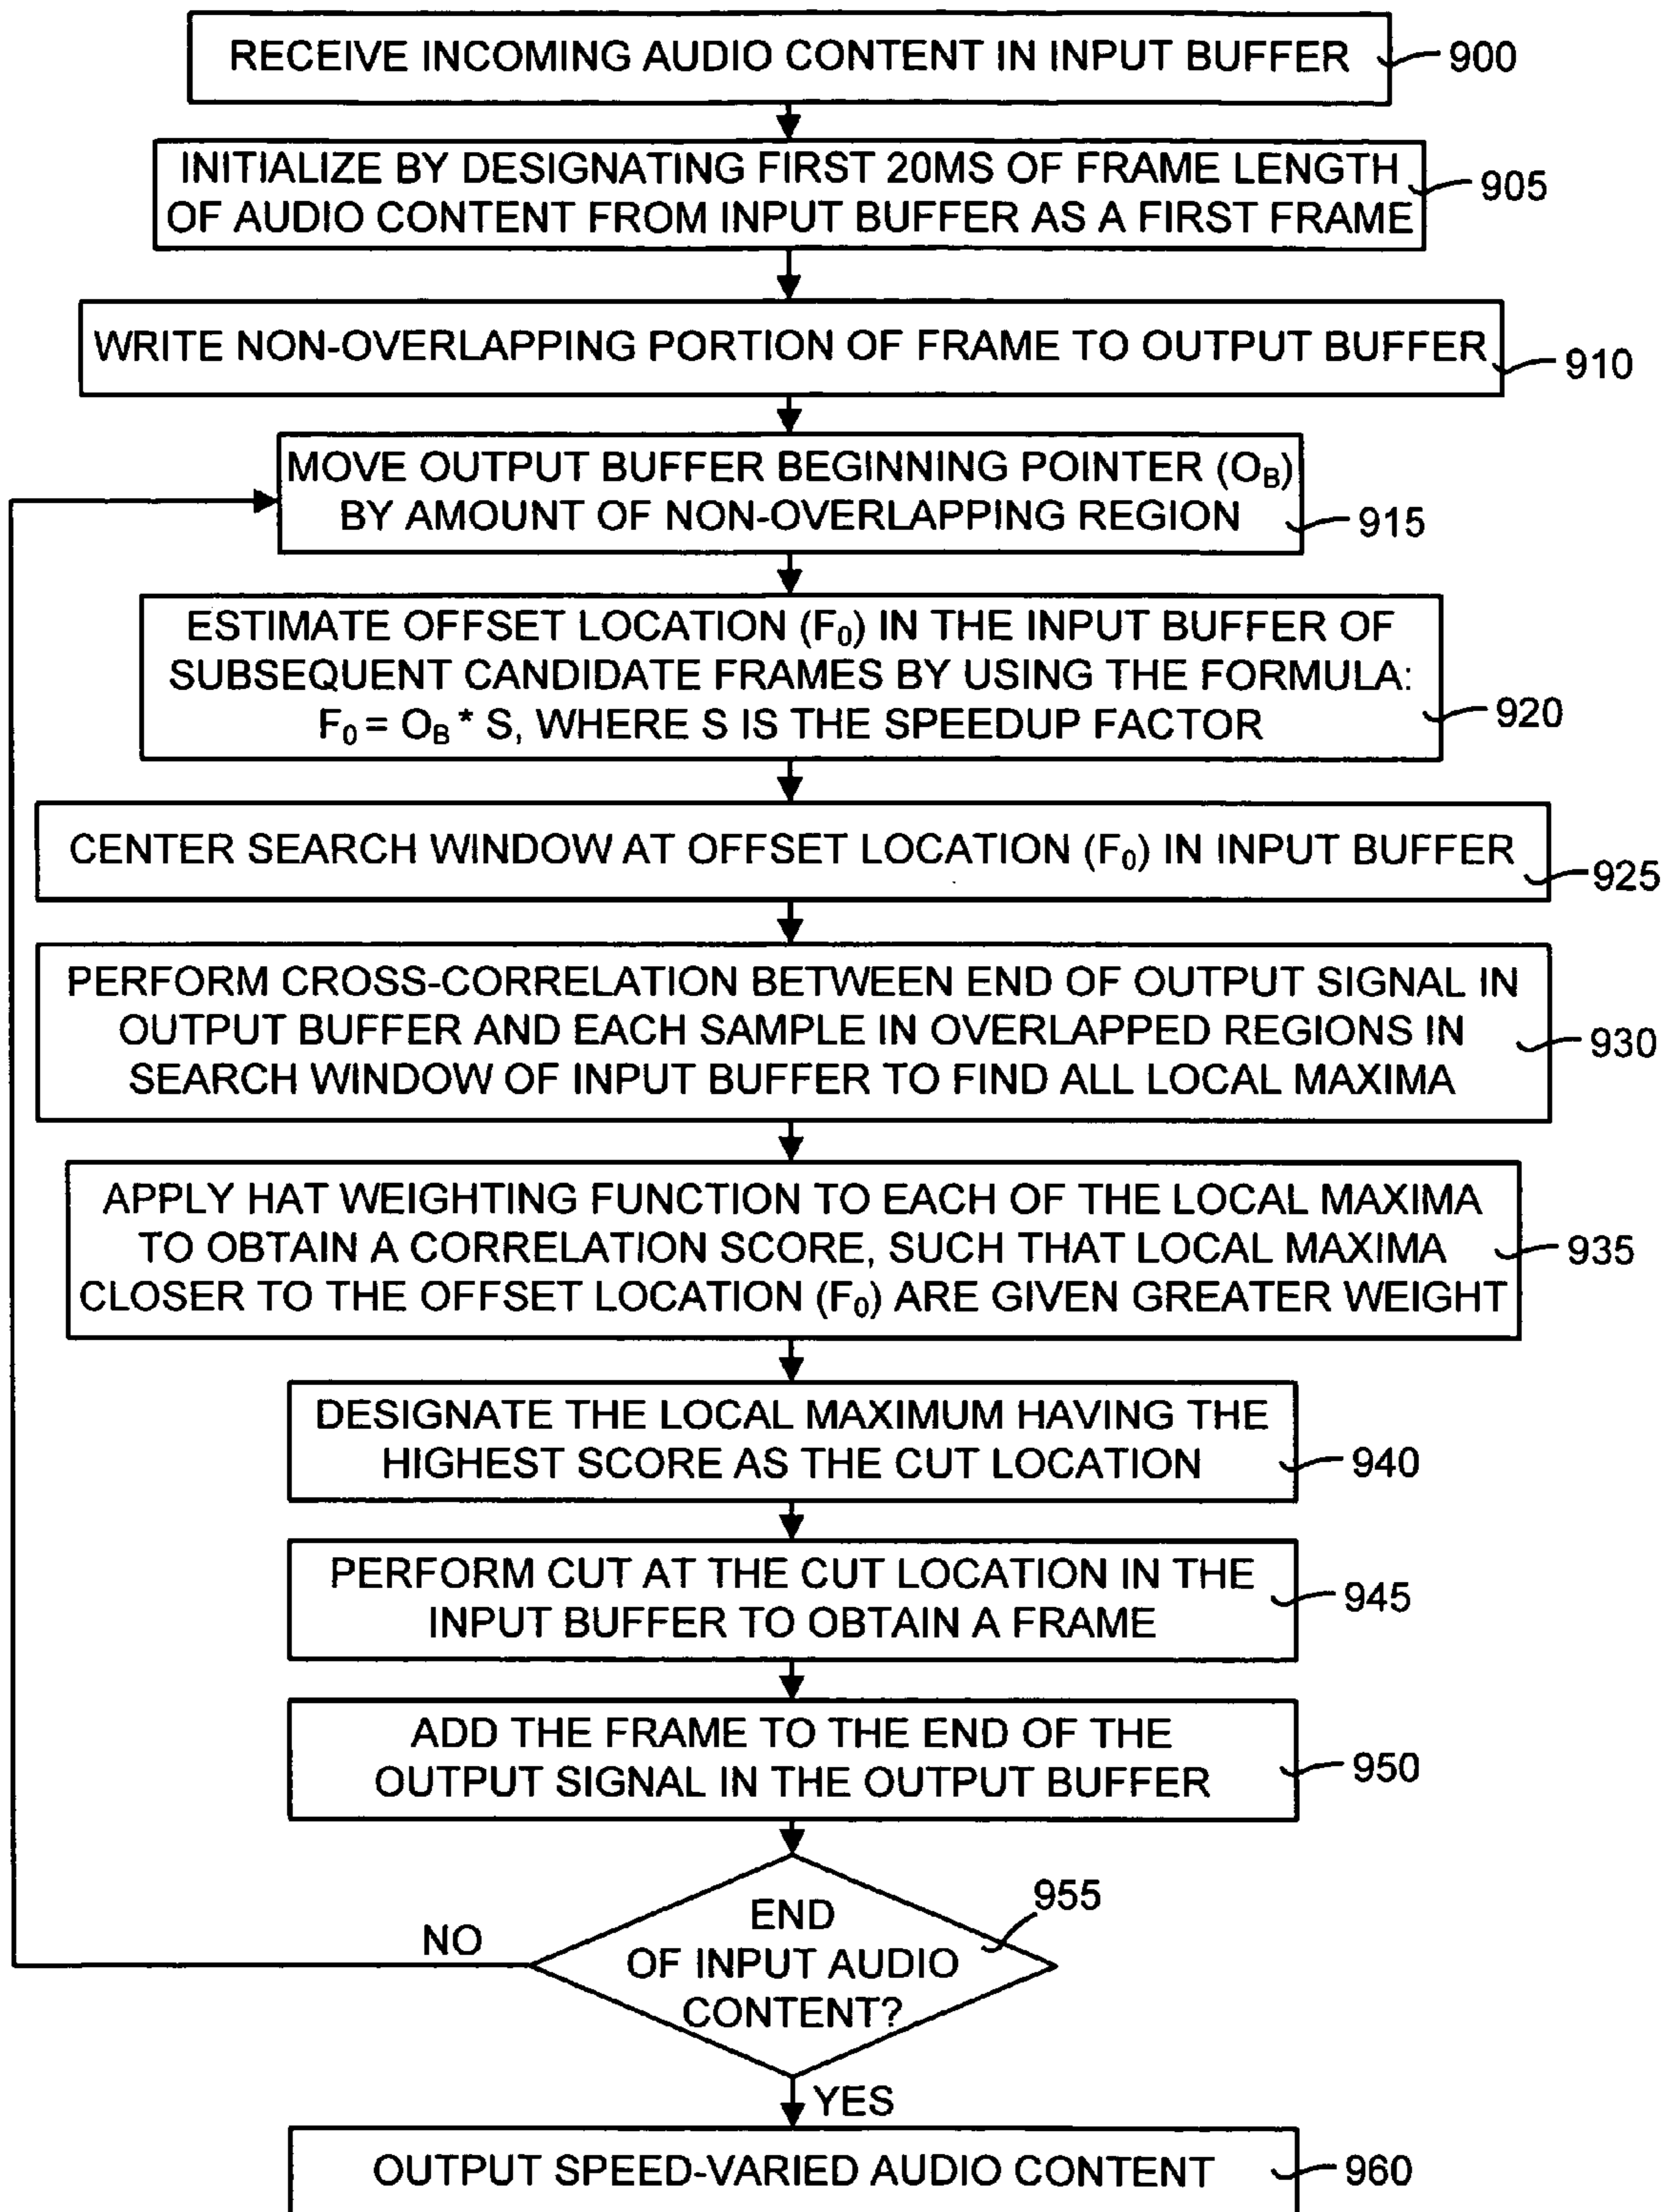 RECEIVE INCOMING AUDIO CONTENT IN INPUT BUFFER
900
INITIALIZE BY DESIGNATING FIRST 20MS OF FRAME LENGTH
OF AUDIO CONTENT FROM INPUT BUFFER AS A FIRST FRAME
905
WRITE NON-OVERLAPPING PORTION OF FRAME TO OUTPUT BUFFER
910
MOVE OUTPUT BUFFER BEGINNING POINTER (O_B)
BY AMOUNT OF NON-OVERLAPPING REGION
915
ESTIMATE OFFSET LOCATION (F₀) IN THE INPUT BUFFER OF
SUBSEQUENT CANDIDATE FRAMES BY USING THE FORMULA:
F₀ = O_B * S, WHERE S IS THE SPEEDUP FACTOR
920
CENTER SEARCH WINDOW AT OFFSET LOCATION (F₀) IN INPUT BUFFER
925
PERFORM CROSS-CORRELATION BETWEEN END OF OUTPUT SIGNAL IN
OUTPUT BUFFER AND EACH SAMPLE IN OVERLAPPED REGIONS IN
SEARCH WINDOW OF INPUT BUFFER TO FIND ALL LOCAL MAXIMA
930
APPLY HAT WEIGHTING FUNCTION TO EACH OF THE LOCAL MAXIMA
TO OBTAIN A CORRELATION SCORE, SUCH THAT LOCAL MAXIMA
CLOSER TO THE OFFSET LOCATION (F₀) ARE GIVEN GREATER WEIGHT
935
DESIGNATE THE LOCAL MAXIMUM HAVING THE
HIGHEST SCORE AS THE CUT LOCATION
940
PERFORM CUT AT THE CUT LOCATION IN THE
INPUT BUFFER TO OBTAIN A FRAME
945
ADD THE FRAME TO THE END OF THE
OUTPUT SIGNAL IN THE OUTPUT BUFFER
950
END
OF INPUT AUDIO
CONTENT?
955
NO
YES
OUTPUT SPEED-VARIED AUDIO CONTENT
960